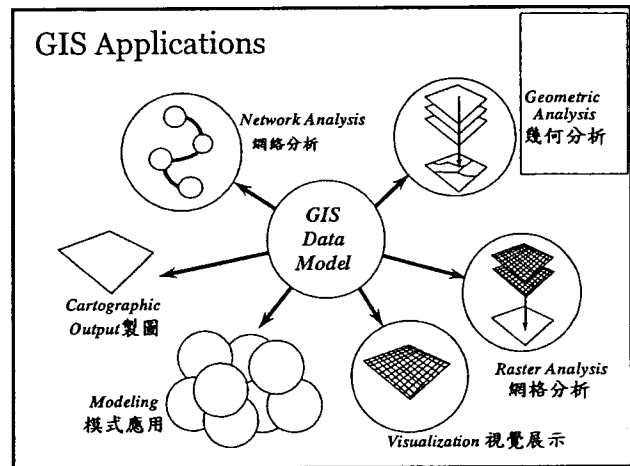 GIS Applications
Network Analysis
網絡分析
Geometric
Analysis
幾何分析
GIS
Data
Model
Cartographic
Output製圖
Raster Analysis
網格分析
Modeling
模式應用
Visualization 視覺展示